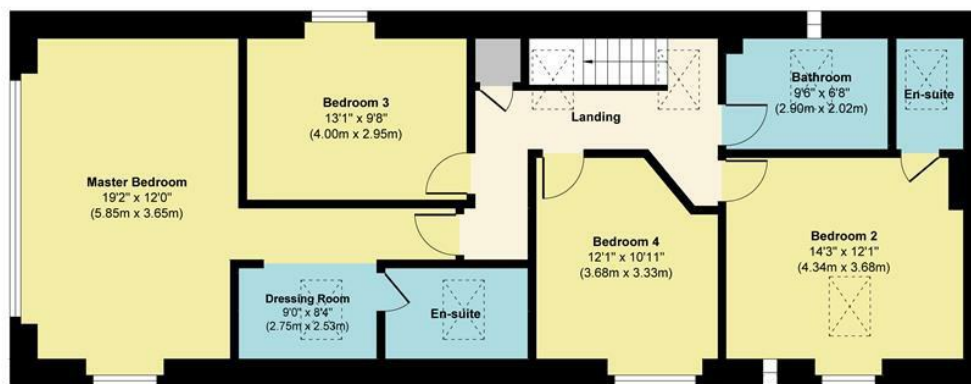 Master Bedroom
19'2" x 12'0"
(5.85m x 3.65m)
Bedroom 3
13'1" x 9'8"
(4.00m x 2.95m)
Landing
Bathroom
9'6" x 6'8"
(2.90m x 2.02m)
En-suite
Dressing Room
9'0" x 8'4"
(2.75m x 2.53m)
En-suite
Bedroom 4
12'1" x 10'11"
(3.68m x 3.33m)
Bedroom 2
14'3" x 12'1"
(4.34m x 3.68m)